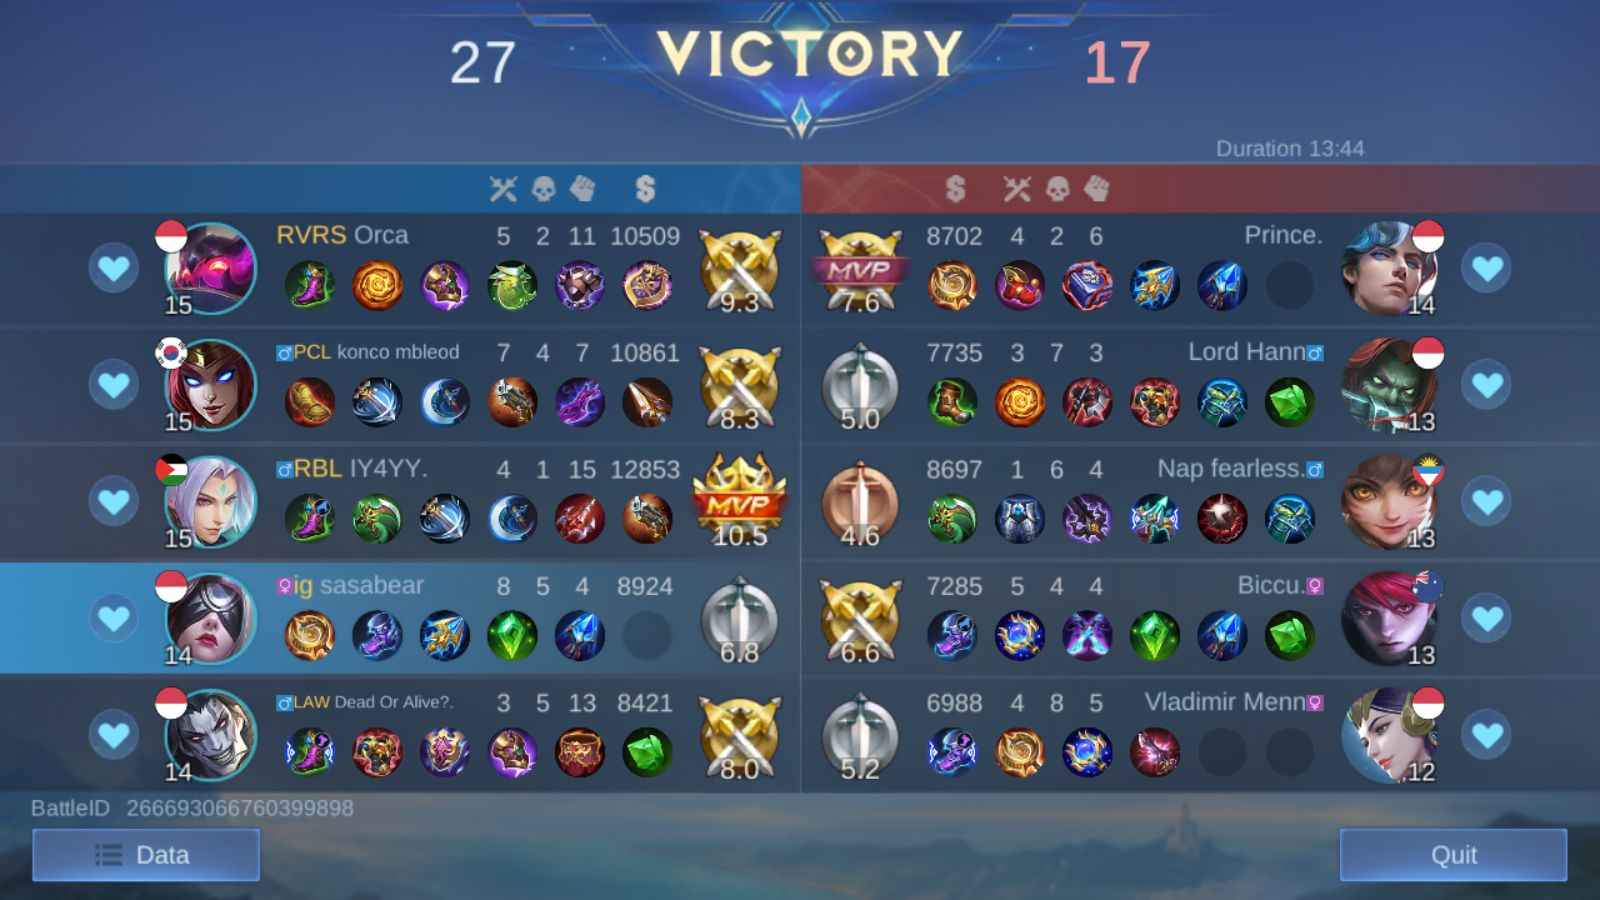 27 VICTORY 17
Duration 13:44
RVRS Orca 5 2 11 10509
15 9.3
MVP 8702 4 2 6 Prince.
7.6 14
PCL konco mbleod 7 4 7 10861
15 8.3
7735 3 7 3 Lord Hann
5.0 13
RBL IY4YY. 4 1 15 12853
15 MVP 10.5
8697 1 6 4 Nap fearless.
4.6 13
ig sasabear 8 5 4 8924
14 6.8
7285 5 4 4 Biccu.
6.6 13
LAW Dead Or Alive?. 3 5 13 8421
14 8.0
6988 4 8 5 Vladimir Menn
5.2 12
BattleID 266693066760399898
Data
Quit